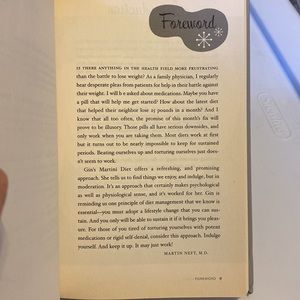 Foreword
IS THERE ANYTHING IN THE HEALTH FIELD MORE FRUSTRATING
than the battle to lose weight? As a family physician, I regularly
hear desperate pleas from patients for help in their battle against
their weight. I will be asked about medications. Maybe you have
a pill that will help me get started? How about the latest diet
that helped their neighbor lose 25 pounds in a month? And I
know that all too often, the promise of this month's fix will
prove to be illusory. Those pills all have serious downsides, and
only work when you are taking them. Most diets work at first
but it turns out to be nearly impossible to keep for sustained
periods. Beating ourselves up and torturing ourselves just does-
n't seem to work.
Gin's Martini Diet offers a refreshing, and promising
approach. She tells us to find things we enjoy, and indulge, but in
moderation. It's an approach that certainly makes psychological
as well as physiological sense, and it's worked for her. Gin is
reminding us one principle of diet management that we know is
essential—you must adopt a lifestyle change that you can sus-
tain. And you only will be able to sustain it if it brings you pleasure.
For those of you tired of torturing yourselves with potent
medications or rigid self-denial, consider this approach. Indulge
yourself. And keep it up. It may just work!
MARTIN NEFT, M.D.
FOREWORD